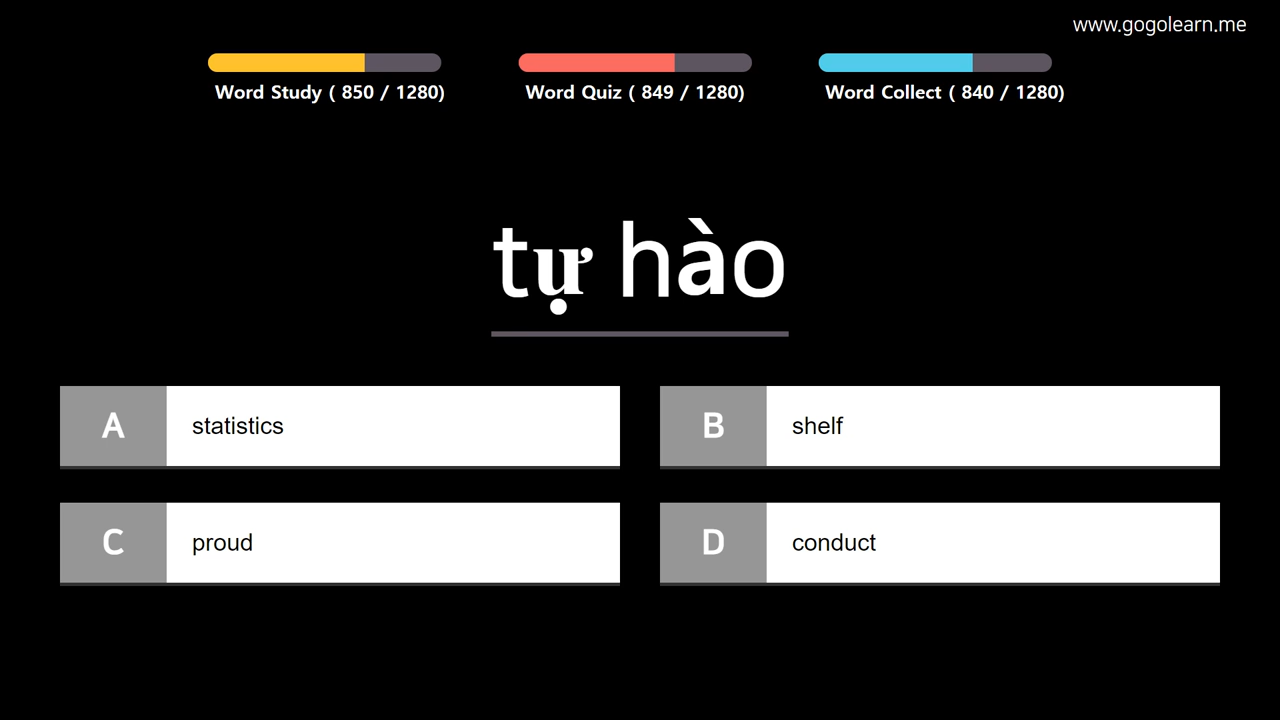 www.gogolearn.me
Word Study ( 850 / 1280)
Word Quiz ( 849 / 1280)
Word Collect ( 840 / 1280)
tự hào
A statistics
B shelf
C proud
D conduct